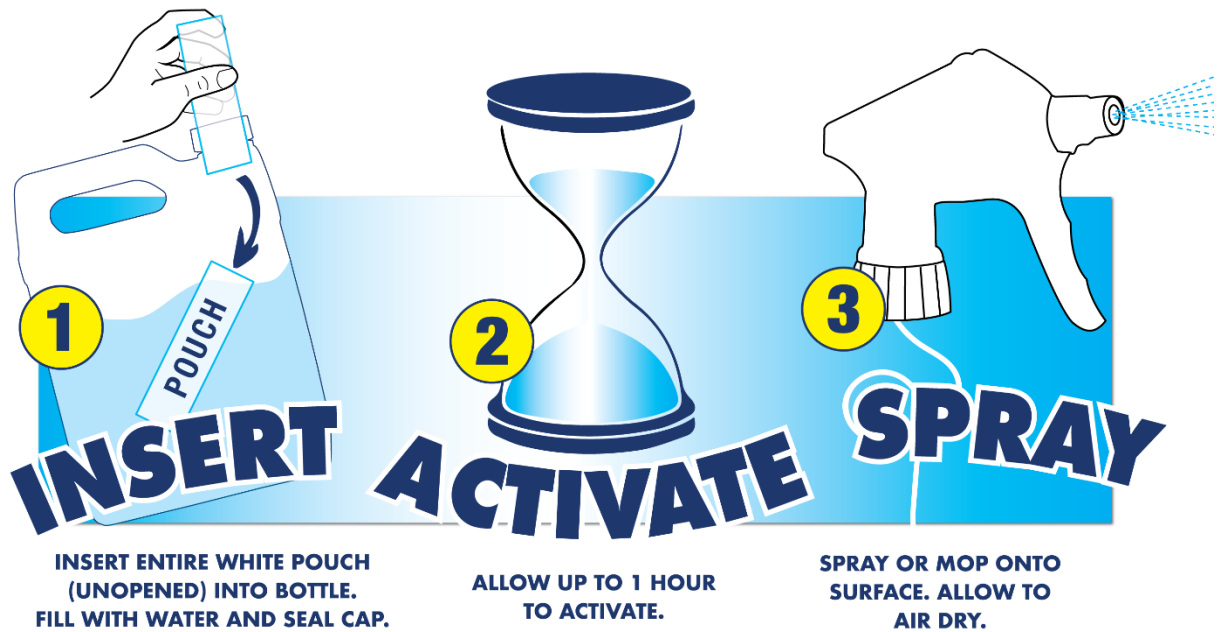 1
POUCH
INSERT
INSERT ENTIRE WHITE POUCH
(UNOPENED) INTO BOTTLE.
FILL WITH WATER AND SEAL CAP.
2
ACTIVATE
ALLOW UP TO 1 HOUR
TO ACTIVATE.
3
SPRAY
SPRAY OR MOP ONTO
SURFACE. ALLOW TO
AIR DRY.